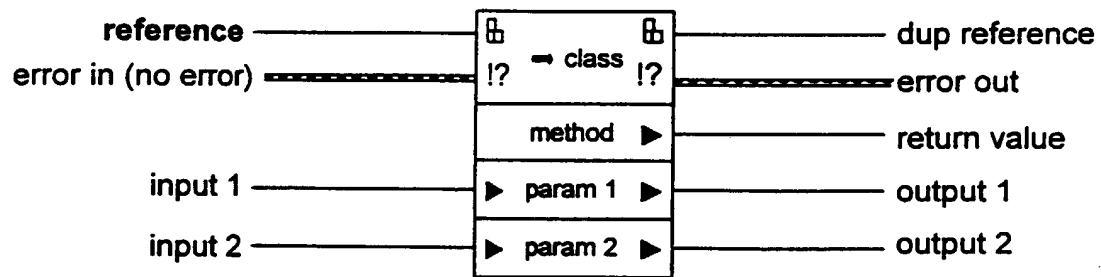 reference dup reference
→ class
error in (no error) !? !? error out
method return value
input 1 param 1 output 1
input 2 param 2 output 2